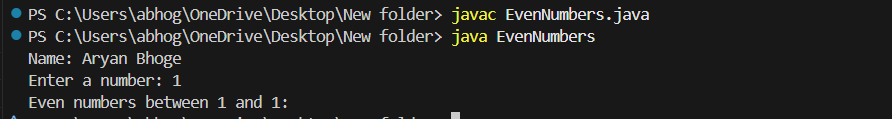 PS C:\Users\abhog\OneDrive\Desktop\New folder> javac EvenNumbers.java
PS C:\Users\abhog\OneDrive\Desktop\New folder> java EvenNumbers
Name: Aryan Bhoge
Enter a number: 1
Even numbers between 1 and 1: